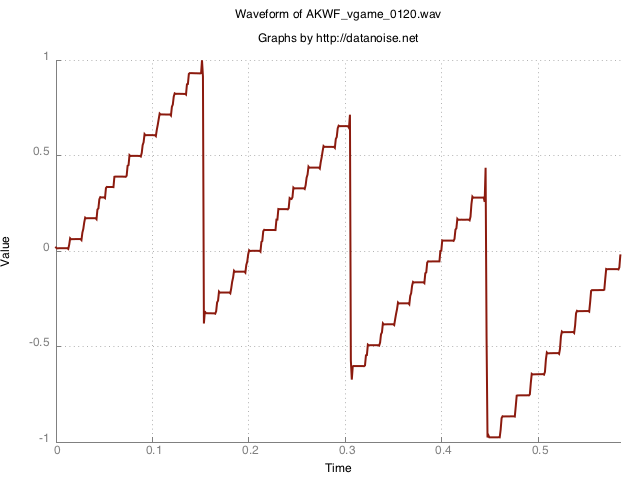 Waveform of AKWF_vgame_0120.wav
Graphs by http://datanoise.net
1
0.5
0
-0.5
-1
Value
0 0.1 0.2 0.3 0.4 0.5
Time